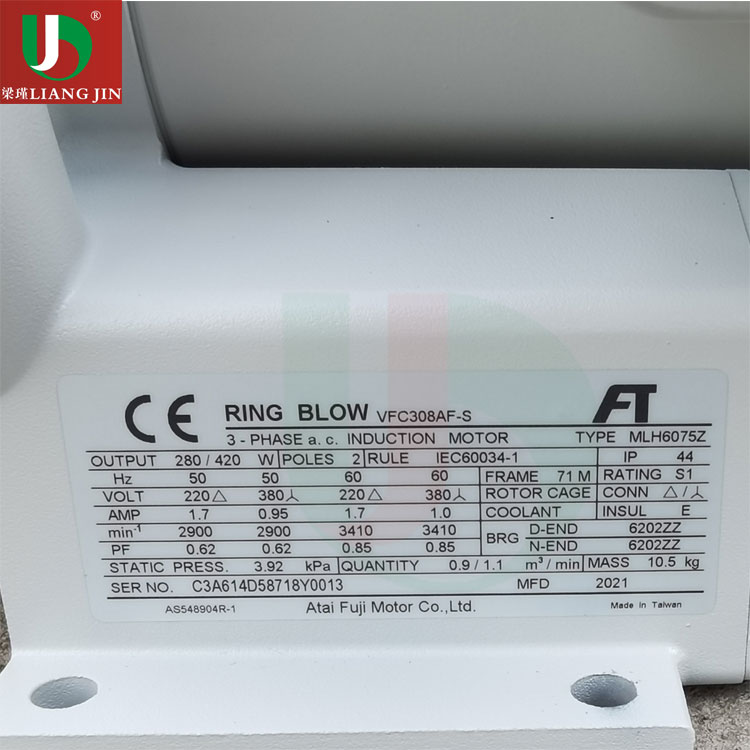 梁瑾LIANG JIN®
CE RING BLOW VFC308AF-S FT
3 - PHASE a. c. INDUCTION MOTOR TYPE MLH6075Z
OUTPUT 280 / 420 W POLES 2 RULE IEC60034-1 IP 44
Hz 50 50 60 60 FRAME 71 M RATING S1
VOLT 220△ 380⅄ 220△ 380⅄ ROTOR CAGE CONN △/⅄
AMP 1.7 0.95 1.7 1.0 COOLANT INSUL E
min⁻¹ 2900 2900 3410 3410 BRG D-END 6202ZZ
PF 0.62 0.62 0.85 0.85 N-END 6202ZZ
STATIC PRESS. 3.92 kPa QUANTITY 0.9 / 1.1 m³ / min MASS 10.5 kg
SER NO. C3A614D58718Y0013 MFD 2021
AS548904R-1 Atai Fuji Motor Co.,Ltd. Made in Taiwan